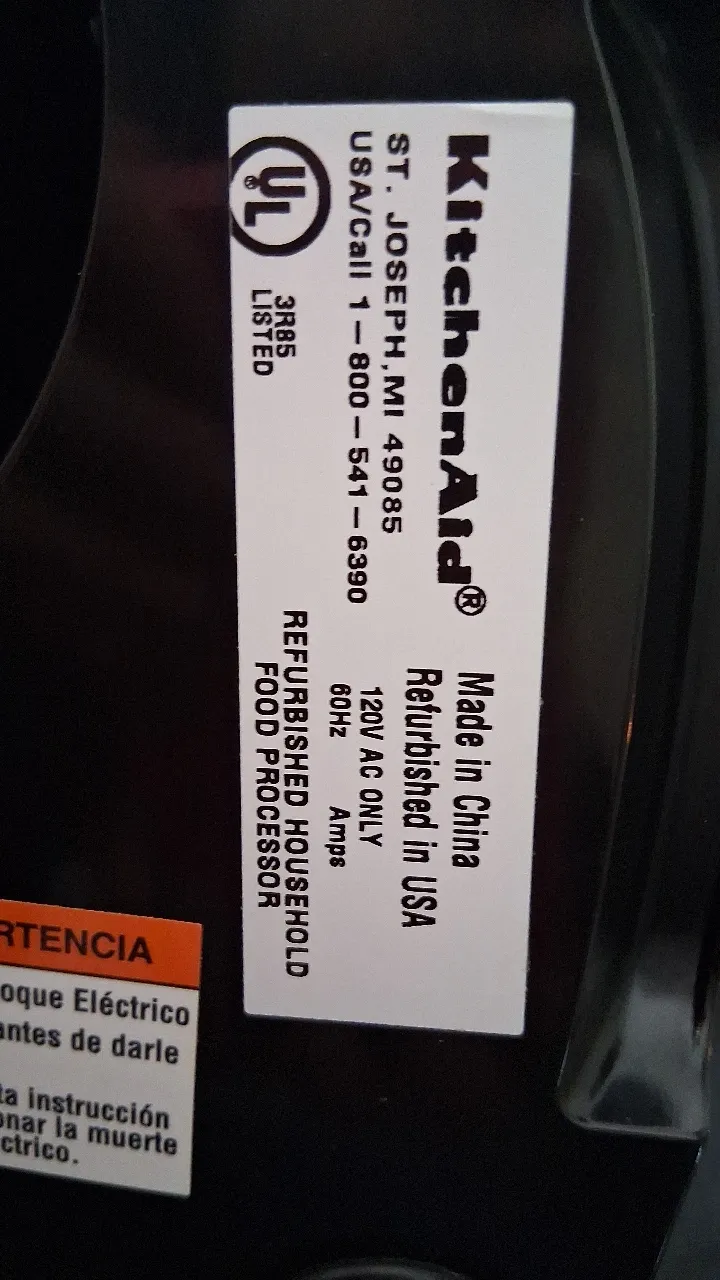 KitchenAid®
ST. JOSEPH, MI 49085
USA/Call 1-800-541-6390
UL
®
3R85
LISTED
Made in China
Refurbished in USA
120V AC ONLY
60Hz Amps
REFURBISHED HOUSEHOLD
FOOD PROCESSOR
RTENCIA
oque Eléctrico
antes de darle
ta instrucción
onar la muerte
ctrico.